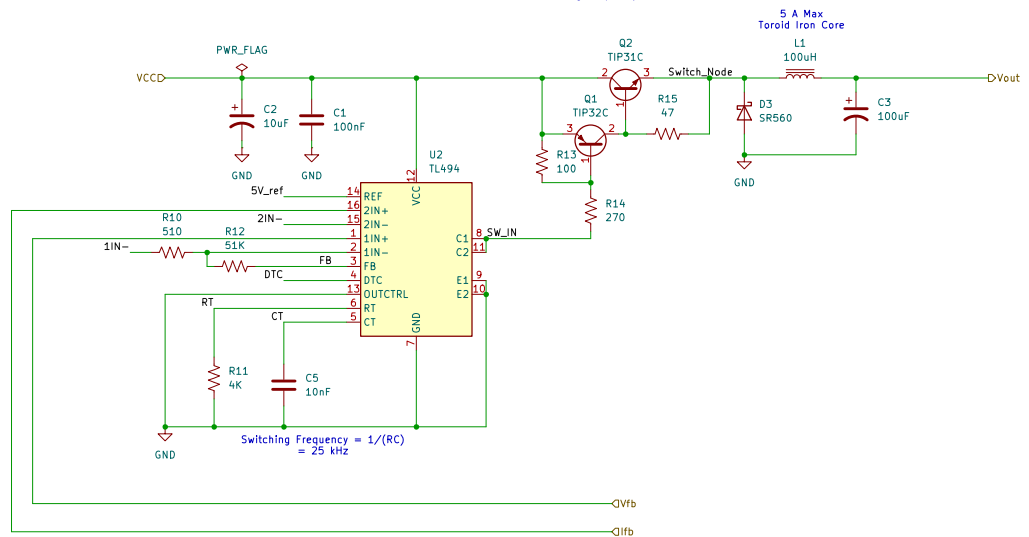 5 A Max
Toroid Iron Core
L1
100uH
Q2
TIP31C
PWR_FLAG
VCC
2
3
Switch_Node
Vout
1
Q1
TIP32C
R15
47
C2
10uF
C1
100nF
D3
SR560
C3
100uF
3
2
1
GND
GND
R13
100
GND
U2
TL494
12
VCC
R14
270
5V_ref
14
REF
16
2IN+
2IN-
15
2IN-
R10
510
R12
51K
1
1IN+
C1
8
SW_IN
1IN-
2
1IN-
C2
11
FB
3
FB
DTC
4
DTC
E1
9
13
OUTCTRL
E2
10
RT
6
RT
CT
5
CT
GND
7
R11
4K
C5
10nF
GND
Switching Frequency = 1/(RC)
= 25 kHz
Vfb
Ifb